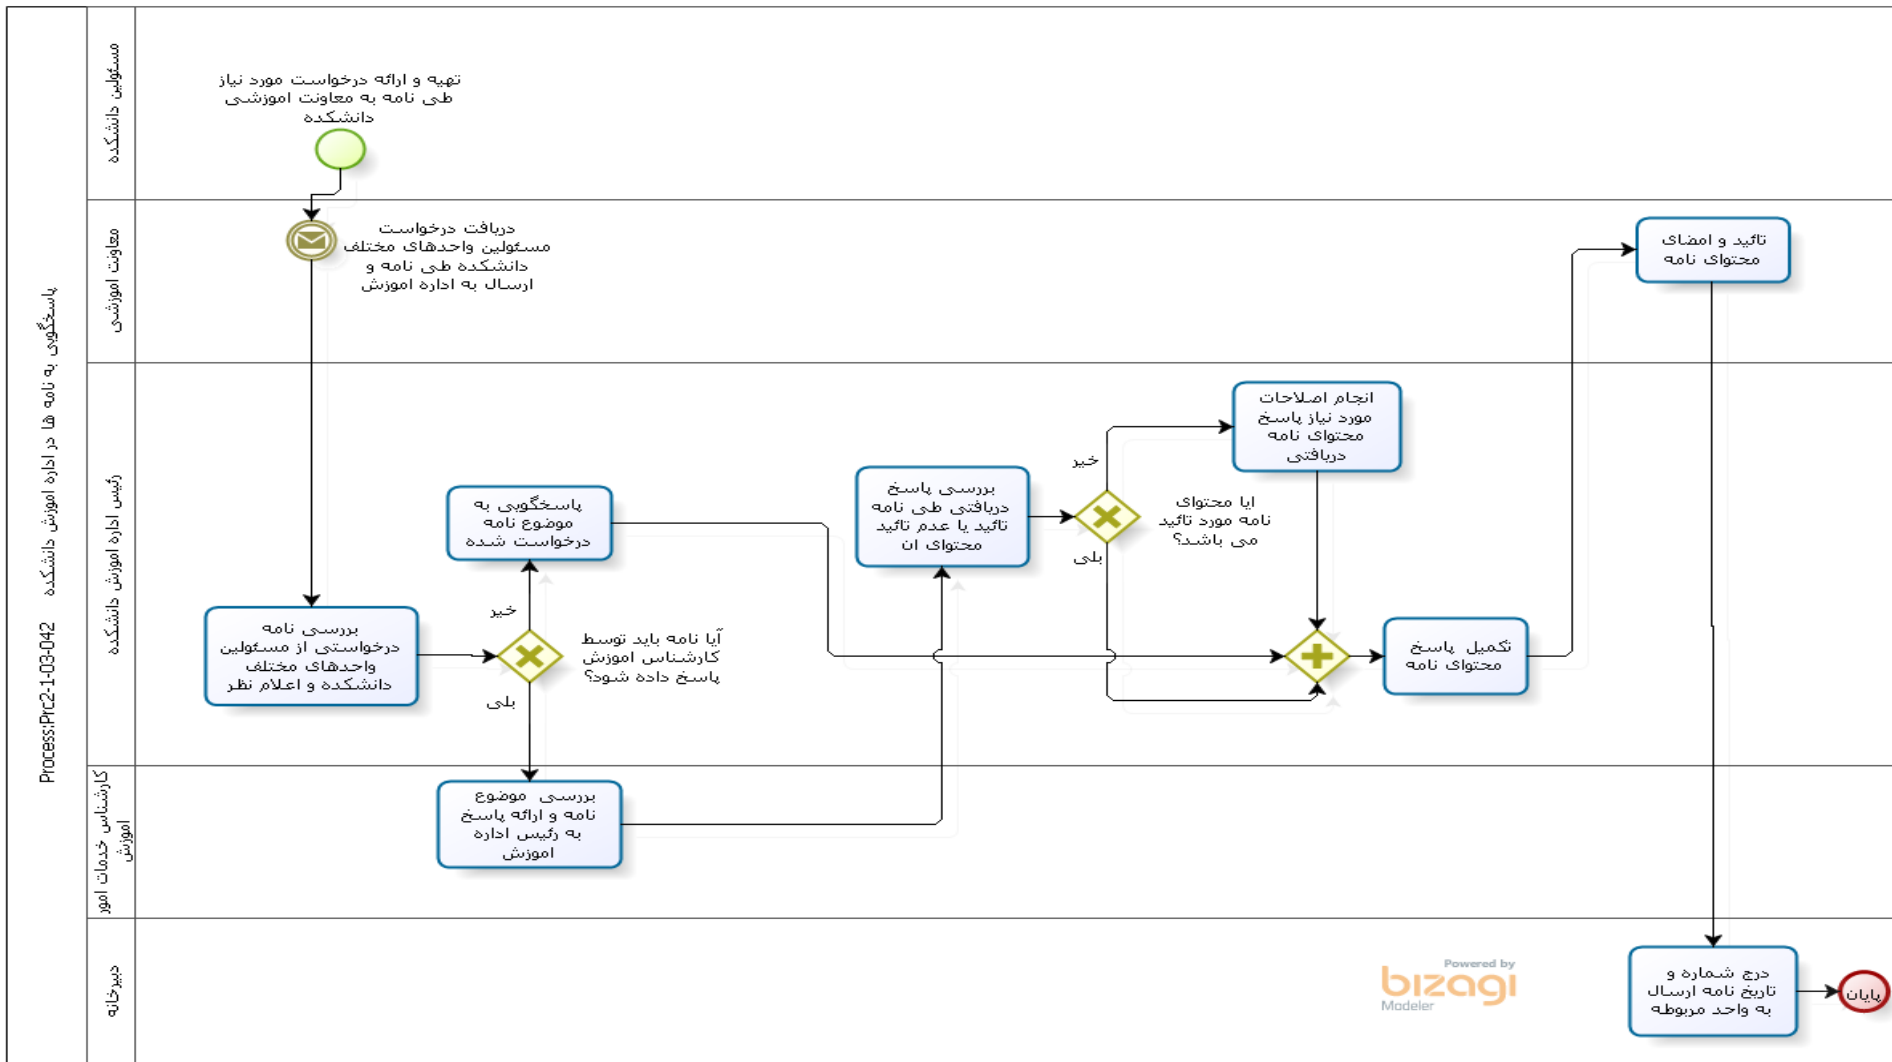 Process:Prc2-1-03-042 پاسخگویی به نامه ها در اداره اموزش دانشکده
مسئولین دانشکده
تهیه و ارائه درخواست مورد نیاز
طی نامه به معاونت اموزشی
دانشکده
معاونت اموزشی
دریافت درخواست
مسئولین واحدهای مختلف
دانشکده طی نامه و
ارسال به اداره اموزش
تائید و امضای
محتوای نامه
رئیس اداره اموزش دانشکده
بررسی نامه
درخواستی از مسئولین
واحدهای مختلف
دانشکده و اعلام نظر
آیا نامه باید توسط
کارشناس اموزش
پاسخ داده شود؟
خیر
بلی
پاسخگویی به
موضوع نامه
درخواست شده
بررسی پاسخ
دریافتی طی نامه
تائید یا عدم تائید
محتوای ان
ایا محتوای
نامه مورد تائید
می باشد؟
خیر
بلی
انجام اصلاحات
مورد نیاز پاسخ
محتوای نامه
دریافتی
تکمیل پاسخ
محتوای نامه
کارشناس خدمات امور
اموزش
بررسی موضوع
نامه و ارائه پاسخ
به رئیس اداره
اموزش
دبیرخانه
درج شماره و
تاریخ نامه ارسال
به واحد مربوطه
پایان
Powered by
bizagi
Modeler